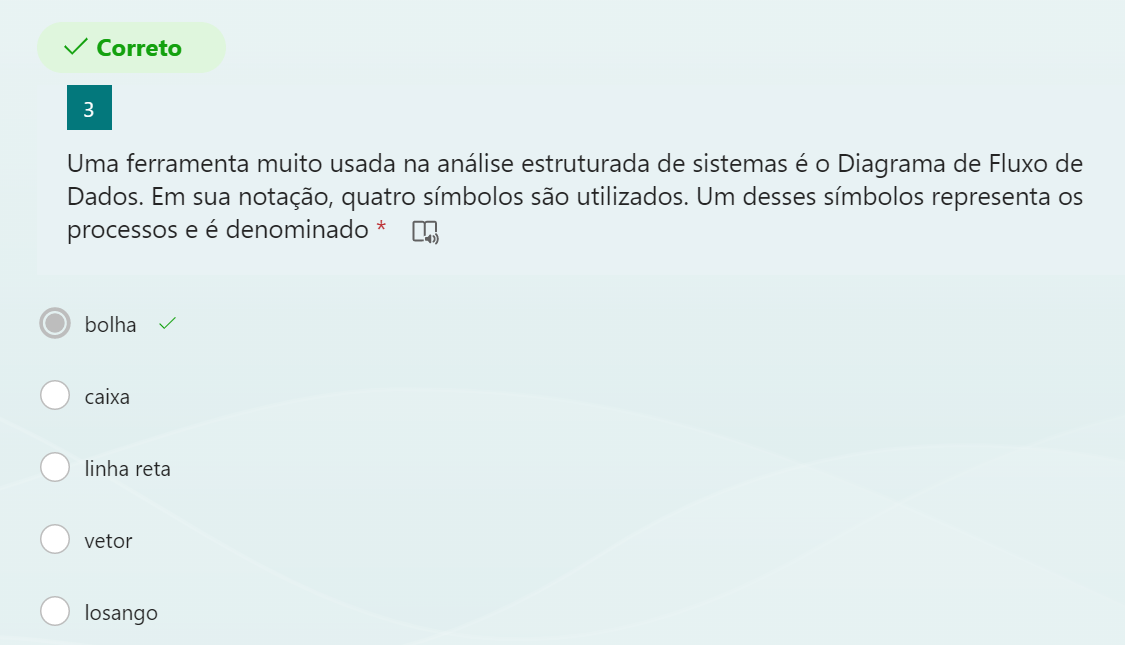 Correto
3
Uma ferramenta muito usada na análise estruturada de sistemas é o Diagrama de Fluxo de
Dados. Em sua notação, quatro símbolos são utilizados. Um desses símbolos representa os
processos e é denominado *
bolha
caixa
linha reta
vetor
losango